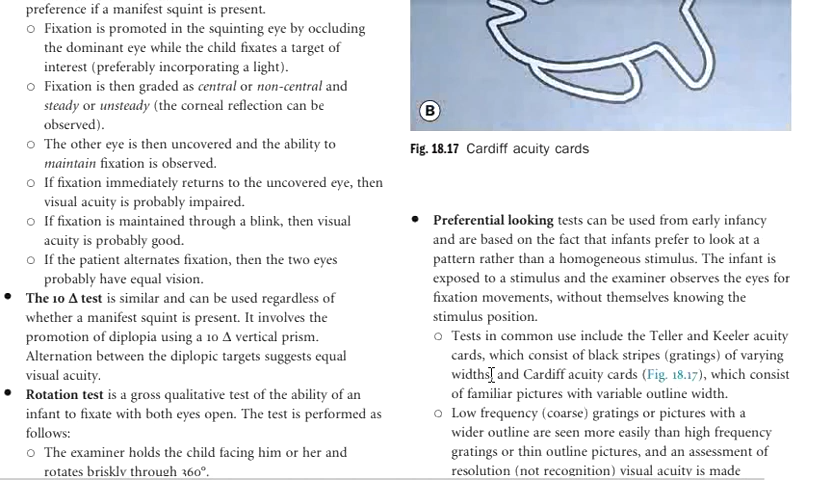 preference if a manifest squint is present.
○ Fixation is promoted in the squinting eye by occluding
the dominant eye while the child fixates a target of
interest (preferably incorporating a light).
○ Fixation is then graded as central or non-central and
steady or unsteady (the corneal reflection can be
observed).
○ The other eye is then uncovered and the ability to
maintain fixation is observed.
○ If fixation immediately returns to the uncovered eye, then
visual acuity is probably impaired.
○ If fixation is maintained through a blink, then visual
acuity is probably good.
○ If the patient alternates fixation, then the two eyes
probably have equal vision.
● The 10 Δ test is similar and can be used regardless of
whether a manifest squint is present. It involves the
promotion of diplopia using a 10 Δ vertical prism.
Alternation between the diplopic targets suggests equal
visual acuity.
● Rotation test is a gross qualitative test of the ability of an
infant to fixate with both eyes open. The test is performed as
follows:
○ The examiner holds the child facing him or her and
rotates briskly through 360°.
B
Fig. 18.17 Cardiff acuity cards
● Preferential looking tests can be used from early infancy
and are based on the fact that infants prefer to look at a
pattern rather than a homogeneous stimulus. The infant is
exposed to a stimulus and the examiner observes the eyes for
fixation movements, without themselves knowing the
stimulus position.
○ Tests in common use include the Teller and Keeler acuity
cards, which consist of black stripes (gratings) of varying
widths, and Cardiff acuity cards (Fig. 18.17), which consist
of familiar pictures with variable outline width.
○ Low frequency (coarse) gratings or pictures with a
wider outline are seen more easily than high frequency
gratings or thin outline pictures, and an assessment of
resolution (not recognition) visual acuity is made